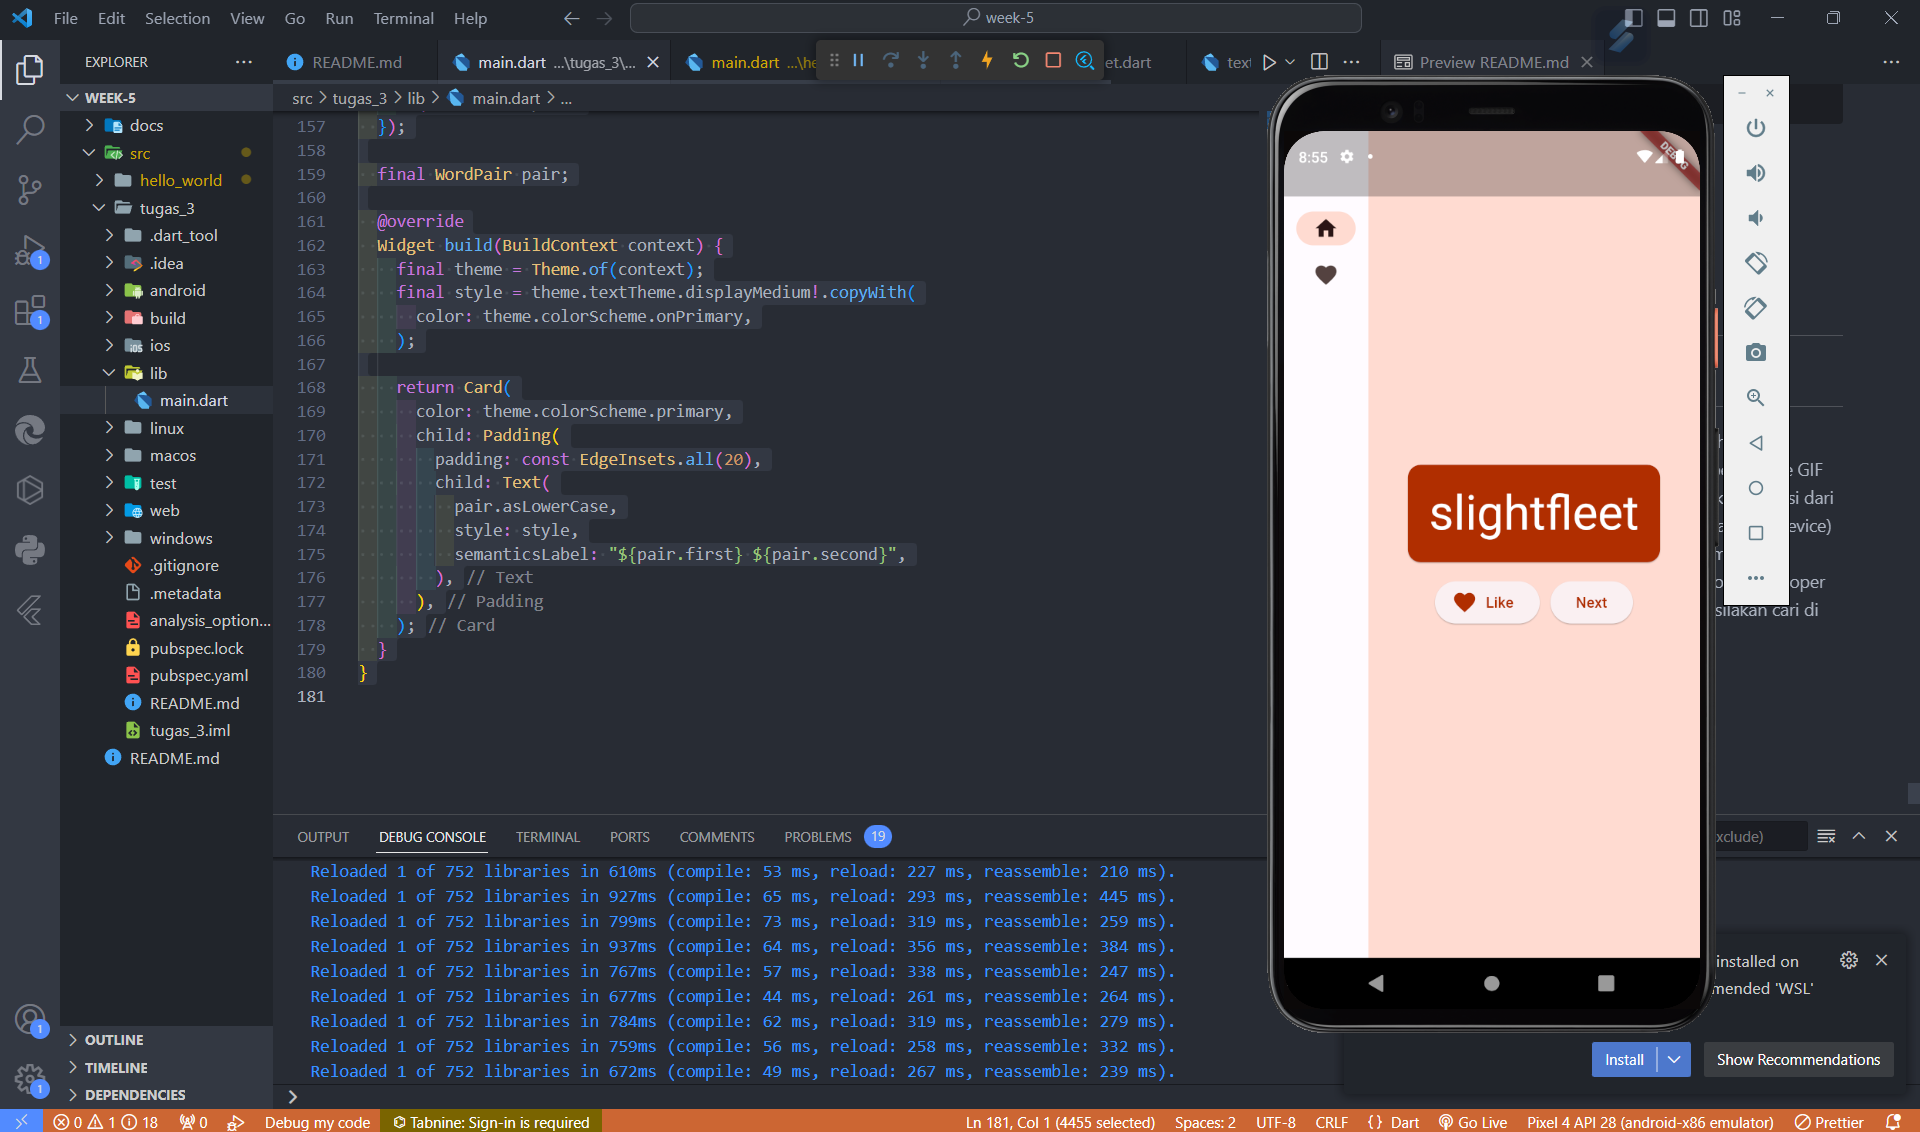 File Edit Selection View Go Run Terminal Help
week-5
EXPLORER
README.md
main.dart ...\tugas_3\...
main.dart ...\he
et.dart
Preview README.md
src > tugas_3 > lib > main.dart > ...
WEEK-5
docs
src
hello_world
tugas_3
.dart_tool
.idea
android
build
ios
lib
main.dart
linux
macos
test
web
windows
.gitignore
.metadata
analysis_option...
pubspec.lock
pubspec.yaml
README.md
tugas_3.iml
README.md
OUTLINE
TIMELINE
DEPENDENCIES
157 });
158
159 final WordPair pair;
160
161 @override
162 Widget build(BuildContext context) {
163 final theme = Theme.of(context);
164 final style = theme.textTheme.displayMedium!.copyWith(
165 color: theme.colorScheme.onPrimary,
166 );
167
168 return Card(
169 color: theme.colorScheme.primary,
170 child: Padding(
171 padding: const EdgeInsets.all(20),
172 child: Text(
173 pair.asLowerCase,
174 style: style,
175 semanticsLabel: "${pair.first} ${pair.second}",
176 ), // Text
177 ), // Padding
178 ); // Card
179 }
180 }
181
8:55
DEBUG
slightfleet
Like
Next
GIF
si dari
evice)
oper
silakan cari di
OUTPUT DEBUG CONSOLE TERMINAL PORTS COMMENTS PROBLEMS 19
xclude)
Reloaded 1 of 752 libraries in 610ms (compile: 53 ms, reload: 227 ms, reassemble: 210 ms).
Reloaded 1 of 752 libraries in 927ms (compile: 65 ms, reload: 293 ms, reassemble: 445 ms).
Reloaded 1 of 752 libraries in 799ms (compile: 73 ms, reload: 319 ms, reassemble: 259 ms).
Reloaded 1 of 752 libraries in 937ms (compile: 64 ms, reload: 356 ms, reassemble: 384 ms).
Reloaded 1 of 752 libraries in 767ms (compile: 57 ms, reload: 338 ms, reassemble: 247 ms).
Reloaded 1 of 752 libraries in 677ms (compile: 44 ms, reload: 261 ms, reassemble: 264 ms).
Reloaded 1 of 752 libraries in 784ms (compile: 62 ms, reload: 319 ms, reassemble: 279 ms).
Reloaded 1 of 752 libraries in 759ms (compile: 56 ms, reload: 258 ms, reassemble: 332 ms).
Reloaded 1 of 752 libraries in 672ms (compile: 49 ms, reload: 267 ms, reassemble: 239 ms).
installed on
mended 'WSL'
Install
Show Recommendations
0 1 18 0 Debug my code Tabnine: Sign-in is required Ln 181, Col 1 (4455 selected) Spaces: 2 UTF-8 CRLF {} Dart Go Live Pixel 4 API 28 (android-x86 emulator) Prettier